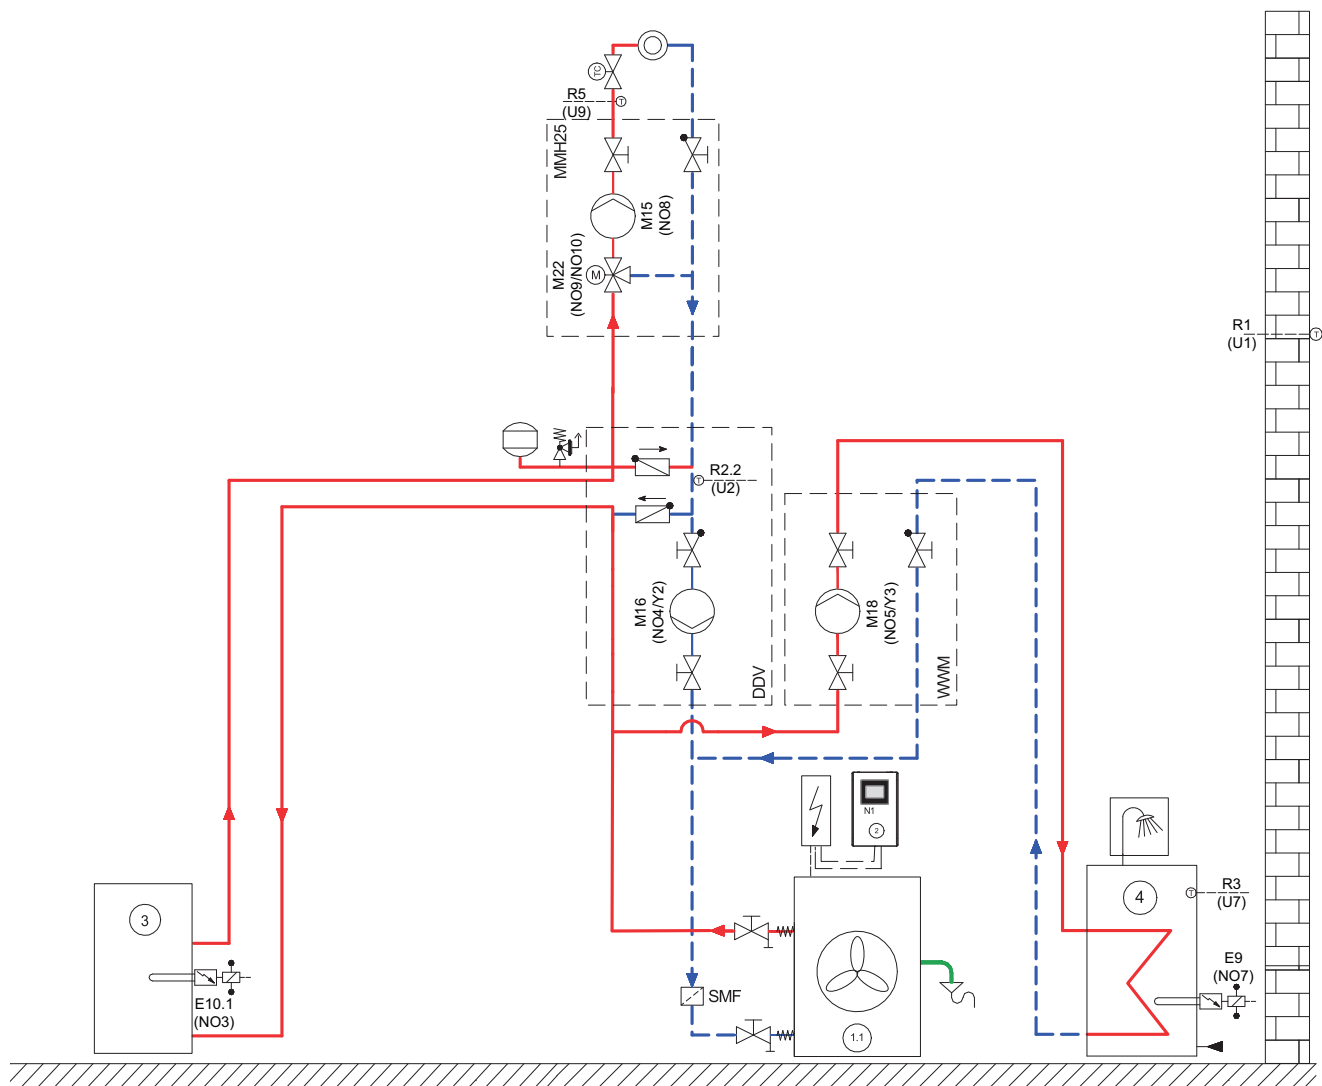 TC
R5
(U9)
T
MMH25
M15
(NO8)
M22
(NO9/NO10)
M
R1
(U1)
T
R2.2
(U2)
T
M16
(NO4/Y2)
DDV
M18
(NO5/Y3)
WWM
N1
2
3
E10.1
(NO3)
SMF
1.1
4
T
R3
(U7)
E9
(NO7)